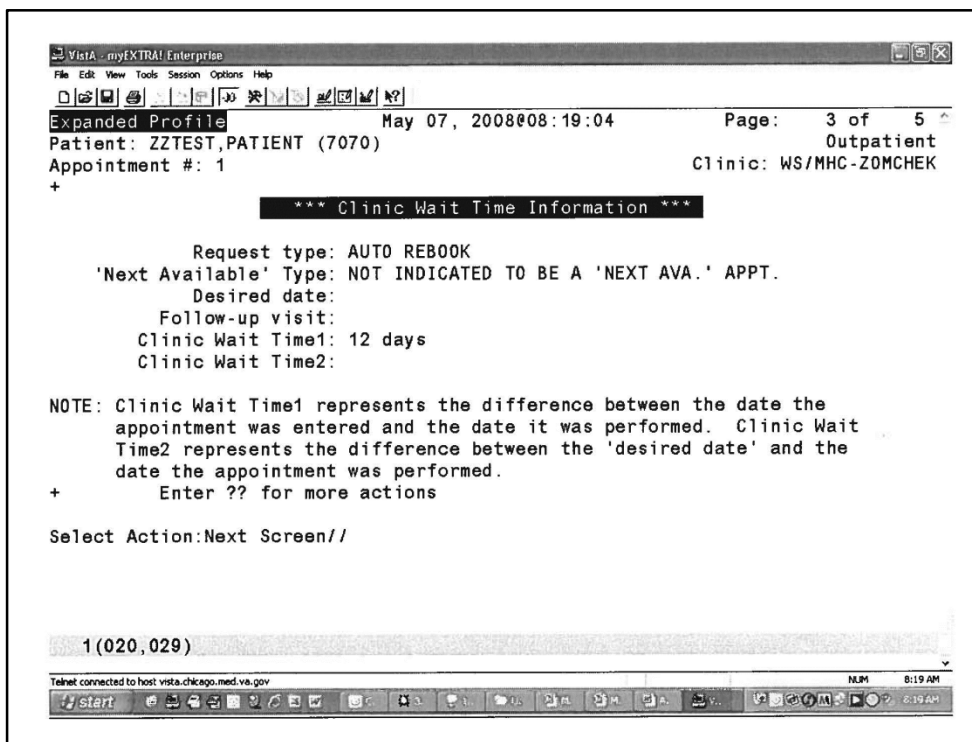 VistA - myEXTRA! Enterprise
File Edit View Tools Session Options Help
Expanded Profile May 07, 2008@08:19:04 Page: 3 of 5
Patient: ZZTEST,PATIENT (7070) Outpatient
Appointment #: 1 Clinic: WS/MHC-ZOMCHEK
+
*** Clinic Wait Time Information ***
Request type: AUTO REBOOK
'Next Available' Type: NOT INDICATED TO BE A 'NEXT AVA.' APPT.
Desired date:
Follow-up visit:
Clinic Wait Time1: 12 days
Clinic Wait Time2:
NOTE: Clinic Wait Time1 represents the difference between the date the
appointment was entered and the date it was performed. Clinic Wait
Time2 represents the difference between the 'desired date' and the
date the appointment was performed.
+ Enter ?? for more actions
Select Action:Next Screen//
1(020,029)
Telnet connected to host vista.chicago.med.va.gov NUM 8:19 AM
start 8:19 AM